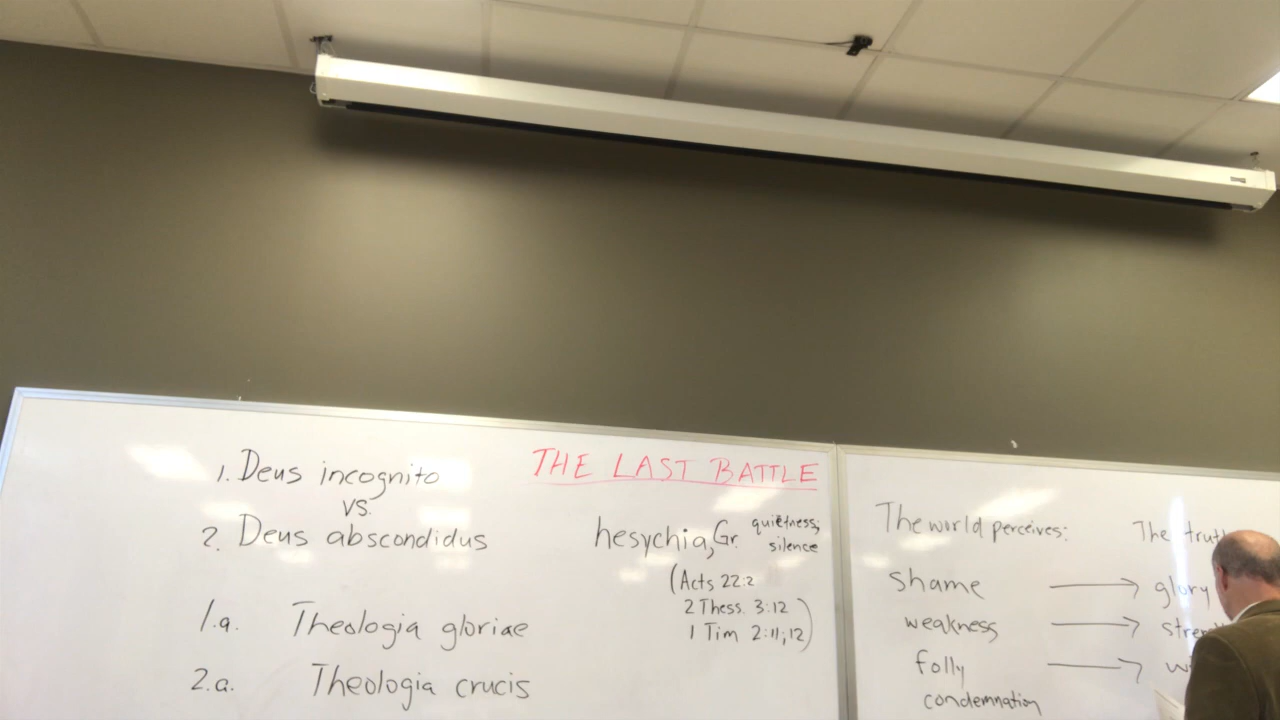 1. Deus incognito
vs.
2. Deus abscondidus
1.a. Theologia gloriae
2.a. Theologia crucis
THE LAST BATTLE
hesychia, Gr. quietness;
silence
(Acts 22:2
2 Thess. 3:12
1 Tim 2:11,12)
The world perceives: The
shame → glory
weakness →
folly →
condemnation